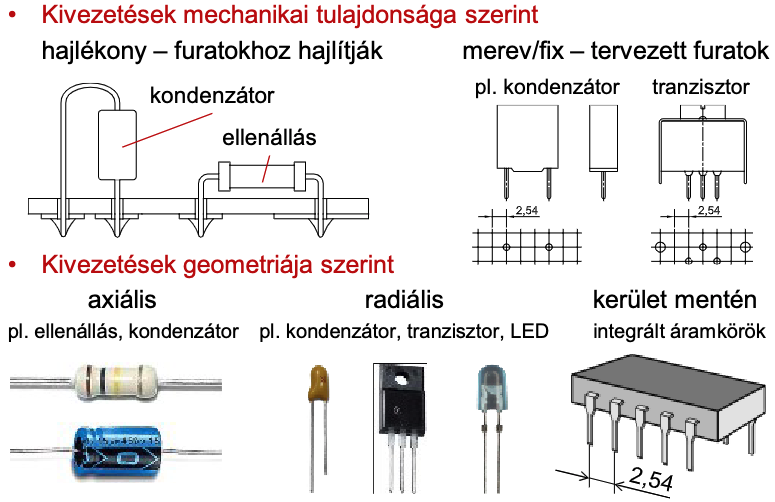 • Kivezetések mechanikai tulajdonsága szerint
hajlékony – furatokhoz hajlítják
merev/fix – tervezett furatok
pl. kondenzátor
tranzisztor
kondenzátor
ellenállás
2,54
2,54
• Kivezetések geometriája szerint
axiális
radiális
kerület mentén
pl. ellenállás, kondenzátor
pl. kondenzátor, tranzisztor, LED
integrált áramkörök
2,54